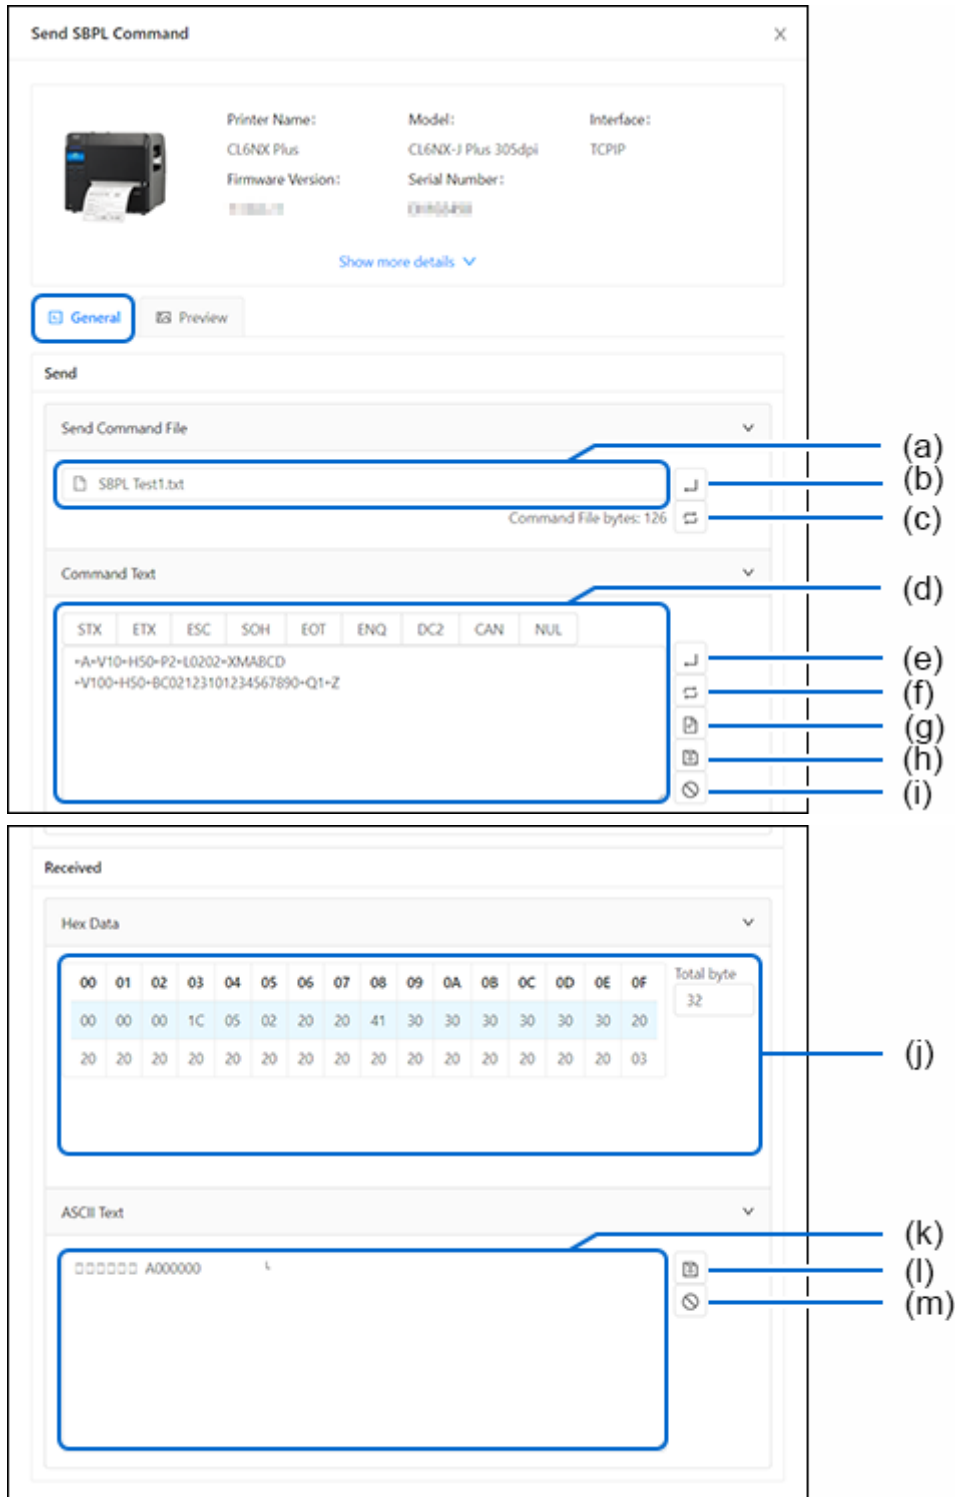 Send SBPL Command
Printer Name: Model: Interface:
CL6NX Plus CL6NX-J Plus 305dpi TCPIP
Firmware Version: Serial Number:
Show more details
General Preview
Send
Send Command File
(a)
SBPL Test1.txt
(b)
Command File bytes: 126
(c)
Command Text
(d)
STX ETX ESC SOH EOT ENQ DC2 CAN NUL
A V10 H50 P2 L0202 XMABCD
(e)
V100 H50 BC02123101234567890 Q1 Z
(f)
(g)
(h)
(i)
Received
Hex Data
00 01 02 03 04 05 06 07 08 09 0A 0B 0C 0D 0E 0F Total byte
32
00 00 00 1C 05 02 20 20 41 30 30 30 30 30 30 20
20 20 20 20 20 20 20 20 20 20 20 20 20 20 20 03
(j)
ASCII Text
(k)
A000000
(l)
(m)